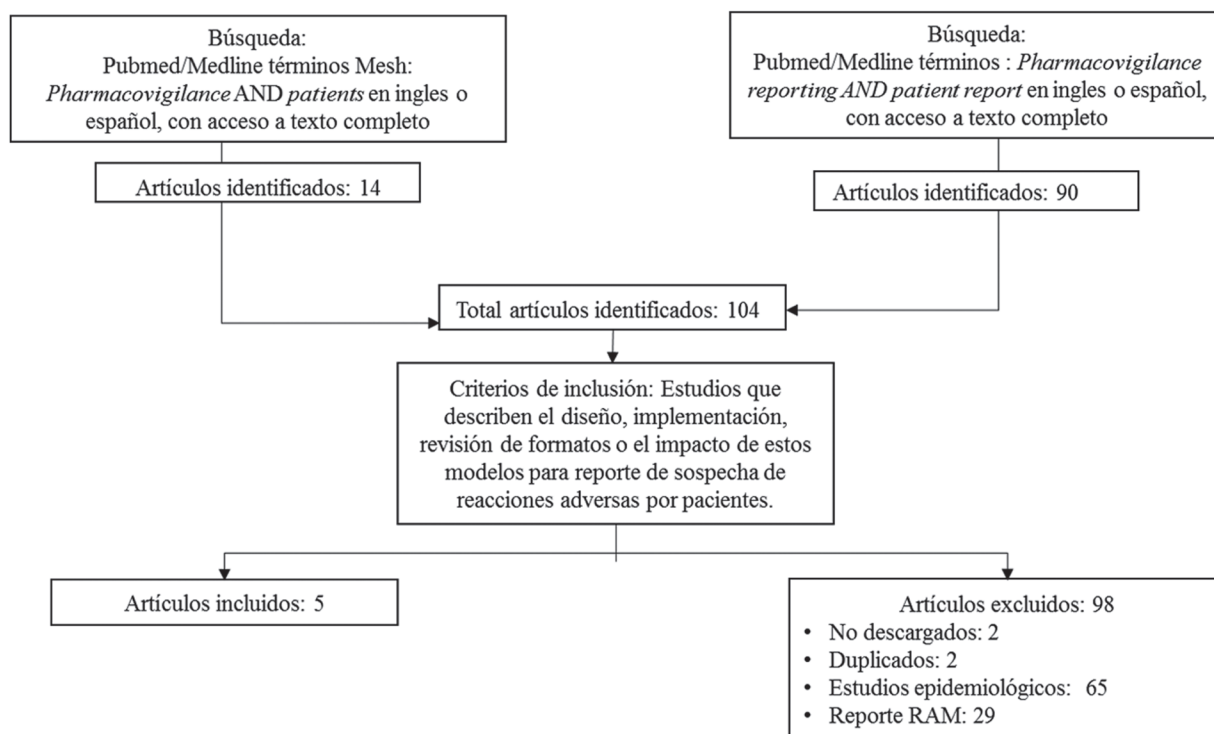 Búsqueda:
Pubmed/Medline términos Mesh:
Pharmacovigilance AND patients en ingles o
español, con acceso a texto completo
Búsqueda:
Pubmed/Medline términos : Pharmacovigilance
reporting AND patient report en ingles o español,
con acceso a texto completo
Artículos identificados: 14
Artículos identificados: 90
Total artículos identificados: 104
Criterios de inclusión: Estudios que
describen el diseño, implementación,
revisión de formatos o el impacto de estos
modelos para reporte de sospecha de
reacciones adversas por pacientes.
Artículos incluidos: 5
Artículos excluidos: 98
• No descargados: 2
• Duplicados: 2
• Estudios epidemiológicos: 65
• Reporte RAM: 29